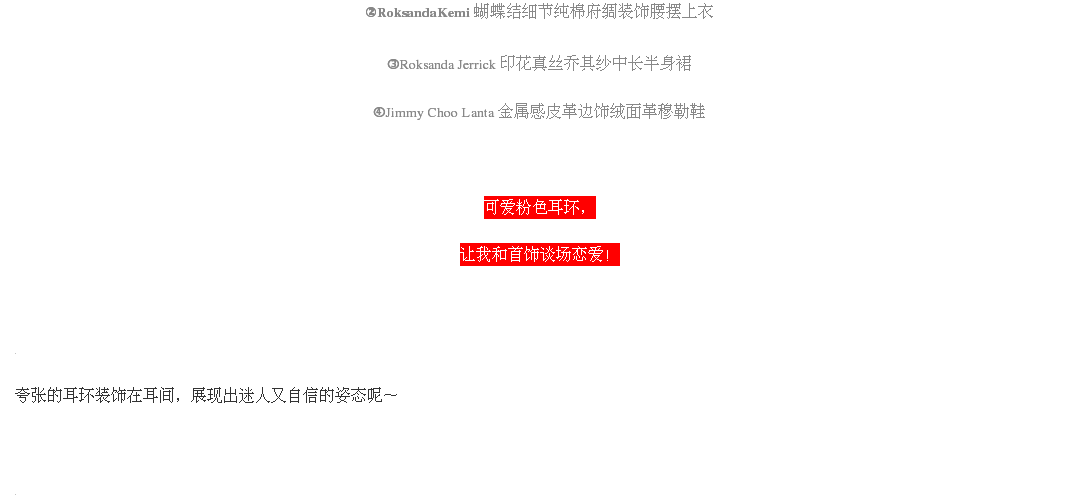 ②RoksandaKemi 蝴蝶结细节纯棉府绸装饰腰摆上衣
③Roksanda Jerrick 印花真丝乔其纱中长半身裙
④Jimmy Choo Lanta 金属感皮革边饰绒面革穆勒鞋
可爱粉色耳环，
让我和首饰谈场恋爱！
夸张的耳环装饰在耳间，展现出迷人又自信的姿态呢～